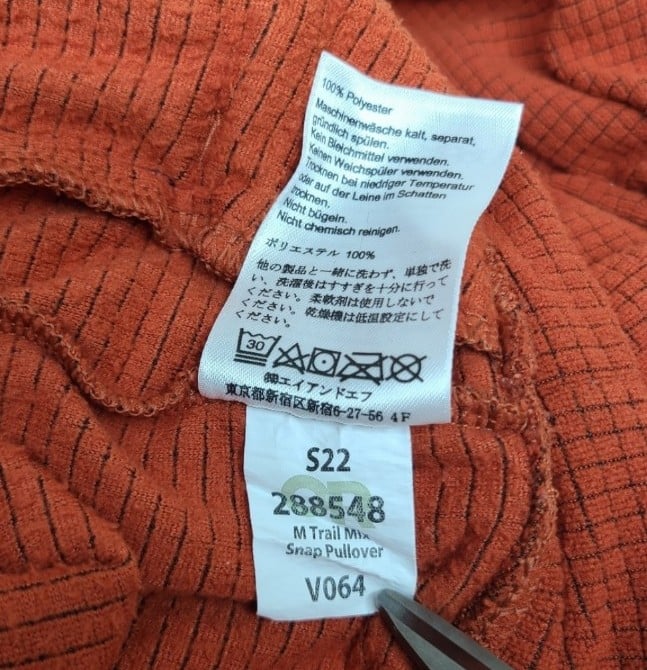 100% Polyester
Maschinenwäsche kalt, separat,
gründlich spülen.
Kein Bleichmittel verwenden.
Keinen Weichspüler verwenden.
Trocknen bei niedriger Temperatur
oder auf der Leine im Schatten
trocknen.
Nicht bügeln.
Nicht chemisch reinigen.
ポリエステル 100%
他の製品と一緒に洗わず、単独で洗
い、洗濯後はすすぎを十分に行って
ください。柔軟剤は使用しないで
ください。乾燥機は低温設定にして
ください。
30
㈱エイアンドエフ
東京都新宿区新宿6-27-56 4F
S22
288548
M Trail Mix
Snap Pullover
V064